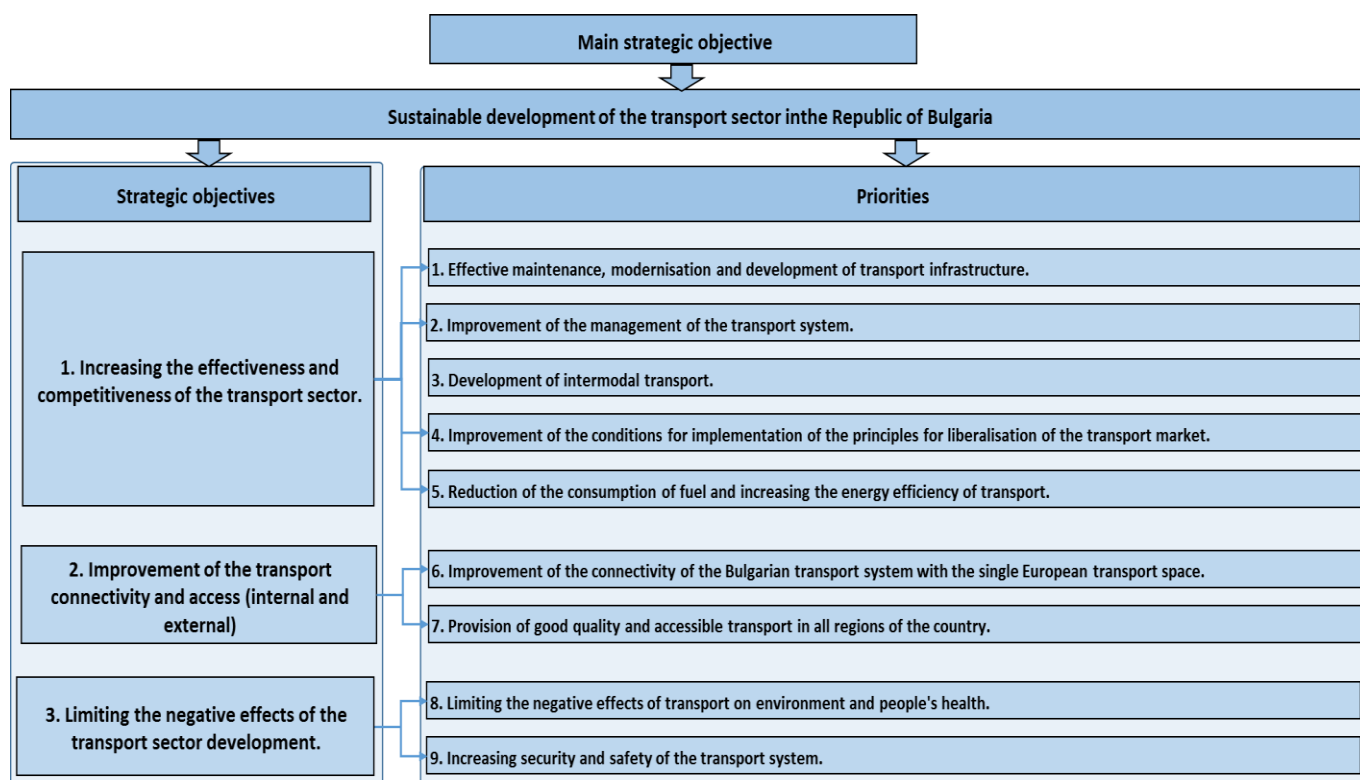 Main strategic objective
Sustainable development of the transport sector inthe Republic of Bulgaria
Strategic objectives
Priorities
1. Increasing the effectiveness and
competitiveness of the transport sector.
1. Effective maintenance, modernisation and development of transport infrastructure.
2. Improvement of the management of the transport system.
3. Development of intermodal transport.
4. Improvement of the conditions for implementation of the principles for liberalisation of the transport market.
5. Reduction of the consumption of fuel and increasing the energy efficiency of transport.
2. Improvement of the transport
connectivity and access (internal and
external)
6. Improvement of the connectivity of the Bulgarian transport system with the single European transport space.
7. Provision of good quality and accessible transport in all regions of the country.
3. Limiting the negative effects of the
transport sector development.
8. Limiting the negative effects of transport on environment and people's health.
9. Increasing security and safety of the transport system.